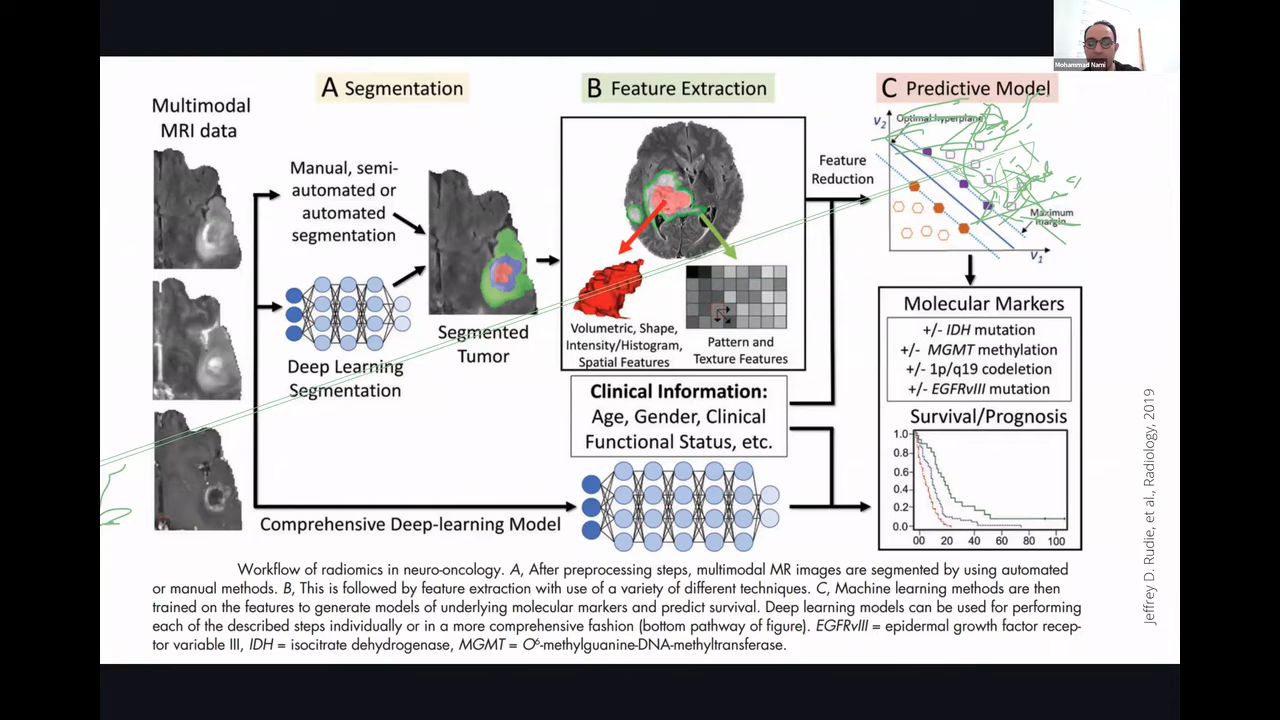 Mohammad Nami
A Segmentation
B Feature Extraction
C Predictive Model
Multimodal
MRI data
Manual, semi-
automated or
automated
segmentation
Deep Learning
Segmentation
Segmented
Tumor
Volumetric, Shape,
Intensity/Histogram,
Spatial Features
Pattern and
Texture Features
Clinical Information:
Age, Gender, Clinical
Functional Status, etc.
Comprehensive Deep-learning Model
Feature
Reduction
V2
Optimal hyperplane
Maximum
margin
V1
Molecular Markers
+/- IDH mutation
+/- MGMT methylation
+/- 1p/q19 codeletion
+/- EGFRvIII mutation
Survival/Prognosis
1.0
0.8
0.6
0.4
0.2
0.0
00 20 40 60 80 100
Jeffrey D. Rudie, et al., Radiology, 2019
Workflow of radiomics in neuro-oncology. A, After preprocessing steps, multimodal MR images are segmented by using automated
or manual methods. B, This is followed by feature extraction with use of a variety of different techniques. C, Machine learning methods are then
trained on the features to generate models of underlying molecular markers and predict survival. Deep learning models can be used for performing
each of the described steps individually or in a more comprehensive fashion (bottom pathway of figure). EGFRvIII = epidermal growth factor recep-
tor variable III, IDH = isocitrate dehydrogenase, MGMT = O6-methylguanine-DNA-methyltransferase.